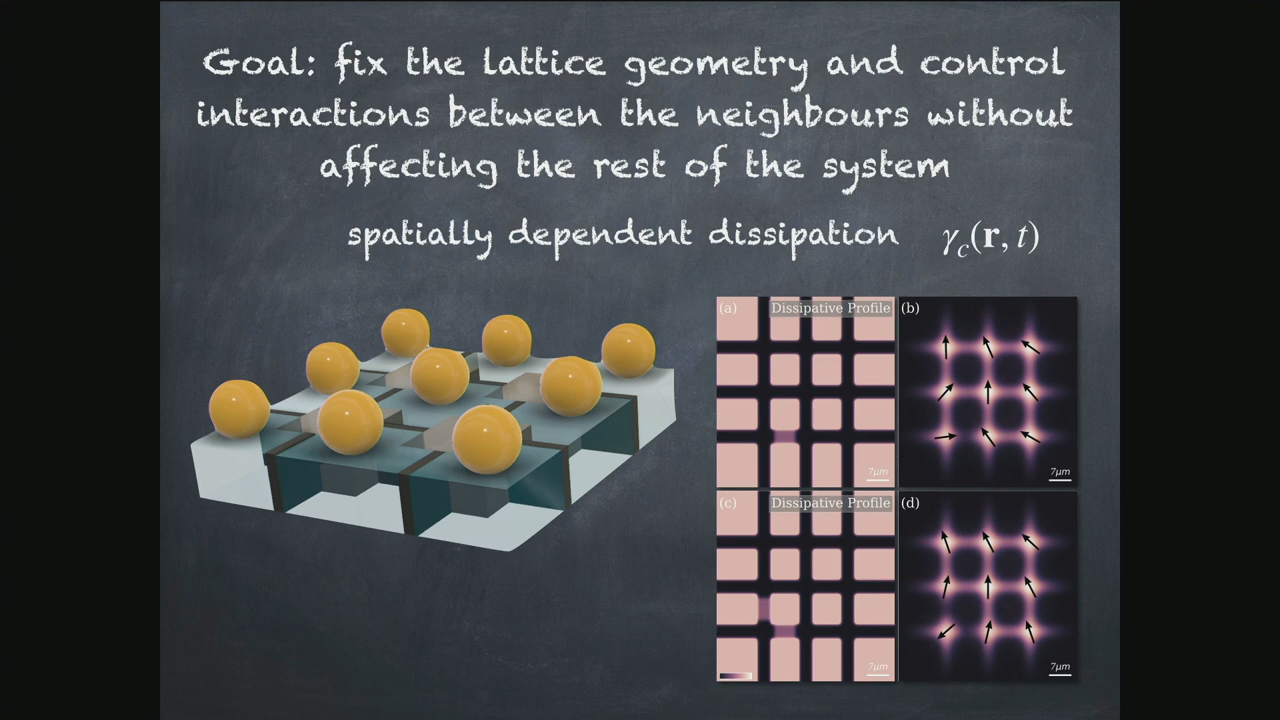 Goal: fix the lattice geometry and control
interactions between the neighbours without
affecting the rest of the system
spatially dependent dissipation γc(r, t)
(a) Dissipative Profile
7μm
(b)
7μm
(c) Dissipative Profile
7μm
(d)
7μm